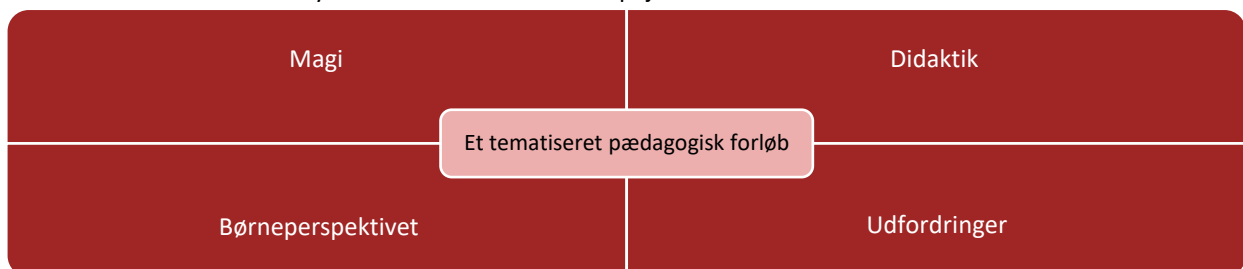 Magi
Didaktik
Et tematiseret pædagogisk forløb
Børneperspektivet
Udfordringer